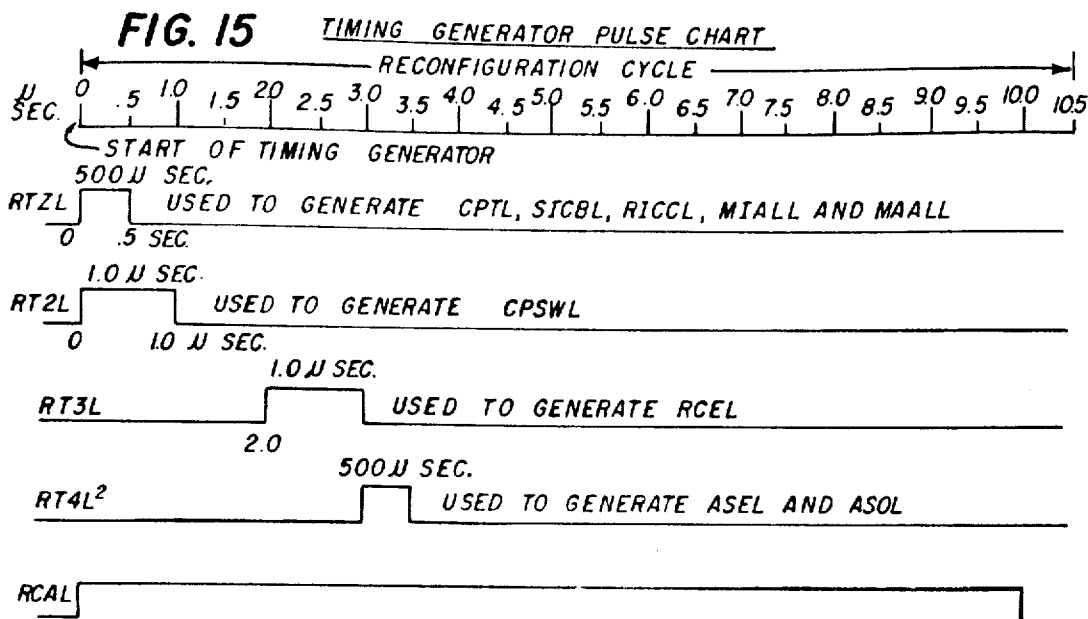 FIG. 15 TIMING GENERATOR PULSE CHART
RECONFIGURATION CYCLE
μ SEC. 0 .5 1.0 1.5 2.0 2.5 3.0 3.5 4.0 4.5 5.0 5.5 6.0 6.5 7.0 7.5 8.0 8.5 9.0 9.5 10.0 10.5
START OF TIMING GENERATOR
500 μ SEC.
RTZL USED TO GENERATE CPTL, SICBL, RICCL, MIALL AND MAALL
0 .5 SEC.
1.0 μ SEC.
RT2L USED TO GENERATE CPSWL
0 1.0 μ SEC.
1.0 μ SEC.
RT3L USED TO GENERATE RCEL
2.0
500 μ SEC.
RT4L² USED TO GENERATE ASEL AND ASOL
RCAL